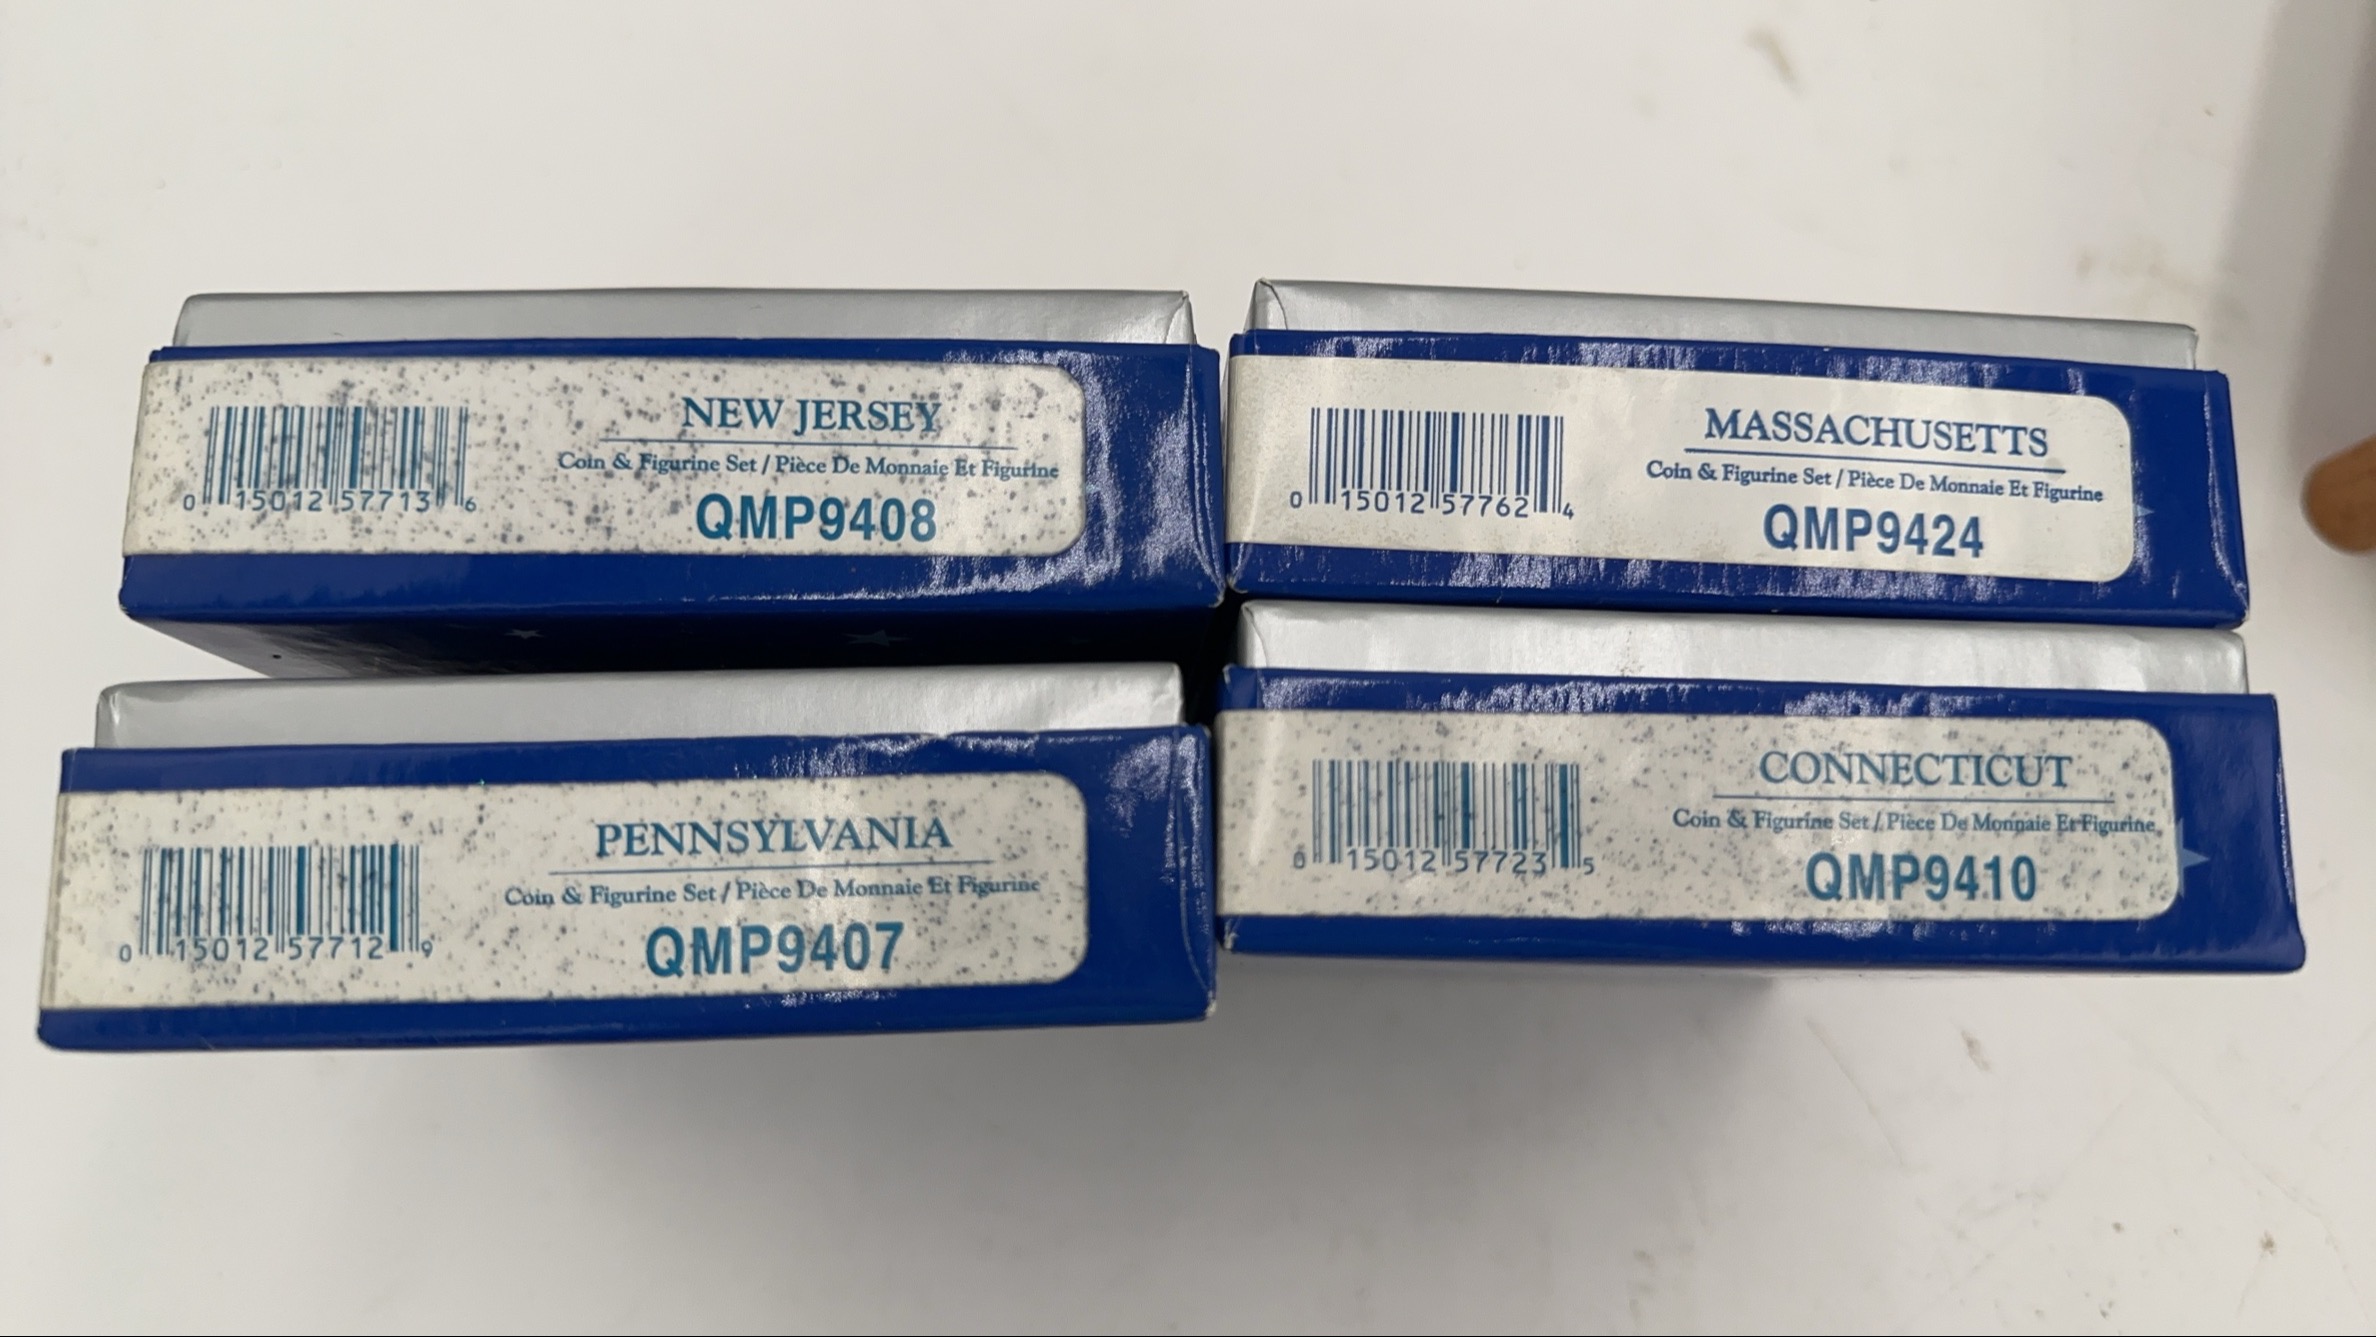 NEW JERSEY
Coin & Figurine Set / Pièce De Monnaie Et Figurine
QMP9408
0 15012 57713 6
MASSACHUSETTS
Coin & Figurine Set / Pièce De Monnaie Et Figurine
QMP9424
0 15012 57762 4
PENNSYLVANIA
Coin & Figurine Set / Pièce De Monnaie Et Figurine
QMP9407
0 15012 57712 9
CONNECTICUT
Coin & Figurine Set / Pièce De Monnaie Et Figurine
QMP9410
0 15012 57723 5